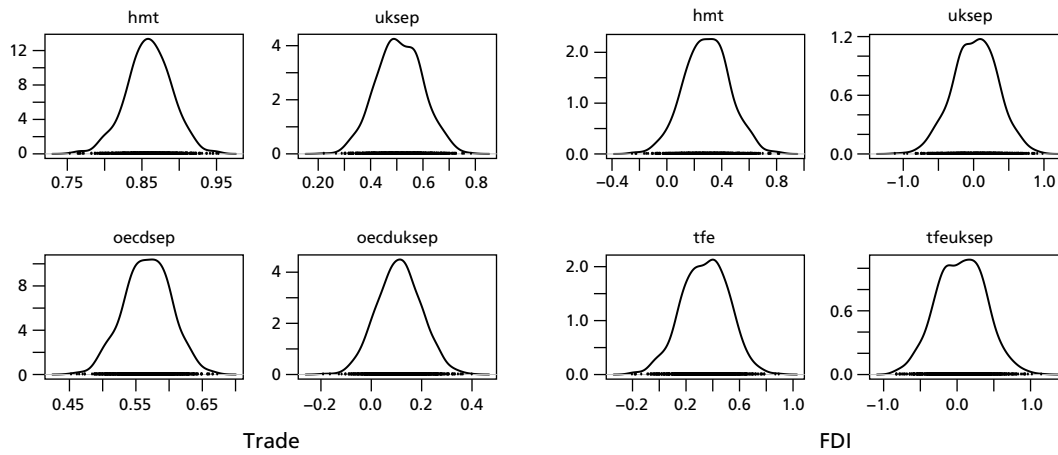 hmt
12
8
4
0
0.75 0.85 0.95
uksep
4
2
0
0.20 0.4 0.6 0.8
hmt
2.0
1.0
0.0
−0.4 0.0 0.4 0.8
uksep
1.2
0.6
0.0
−1.0 0.0 1.0
oecdsep
8
4
0
0.45 0.55 0.65
oecduksep
4
2
0
−0.2 0.0 0.2 0.4
tfe
2.0
1.0
0.0
−0.2 0.2 0.6 1.0
tfeuksep
0.6
0.0
−1.0 0.0 1.0
Trade
FDI